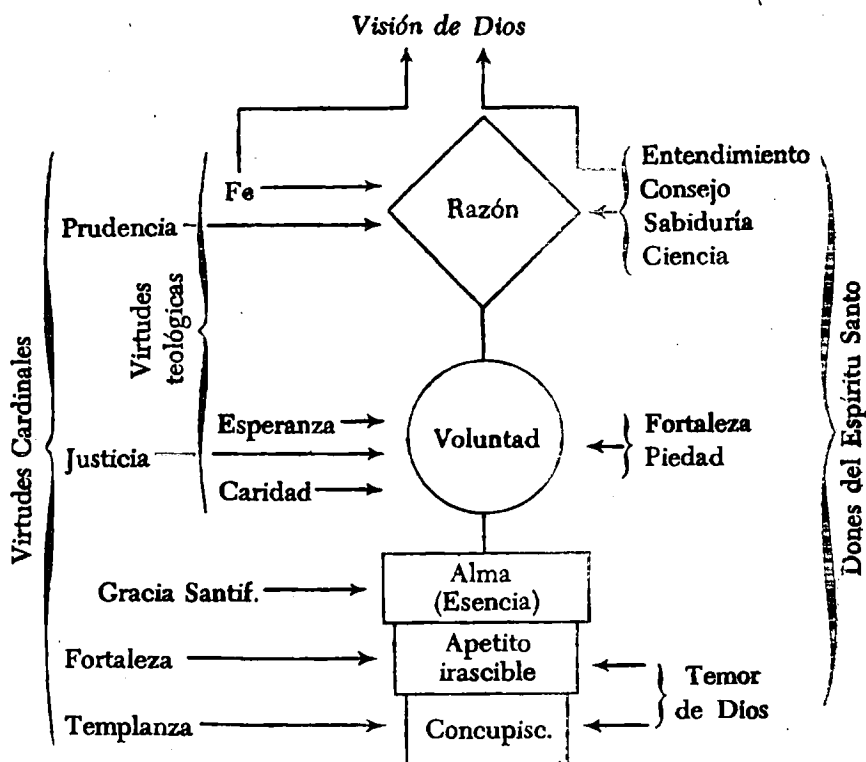 Visión de Dios
Entendimiento
Fe
Consejo
Razón
Prudencia
Sabiduría
Ciencia
Virtudes
teológicas
Virtudes Cardinales
Dones del Espíritu Santo
Esperanza
Fortaleza
Voluntad
Justicia
Piedad
Caridad
Alma
(Esencia)
Gracia Santif.
Apetito
irascible
Fortaleza
Temor
de Dios
Templanza
Concupisc.